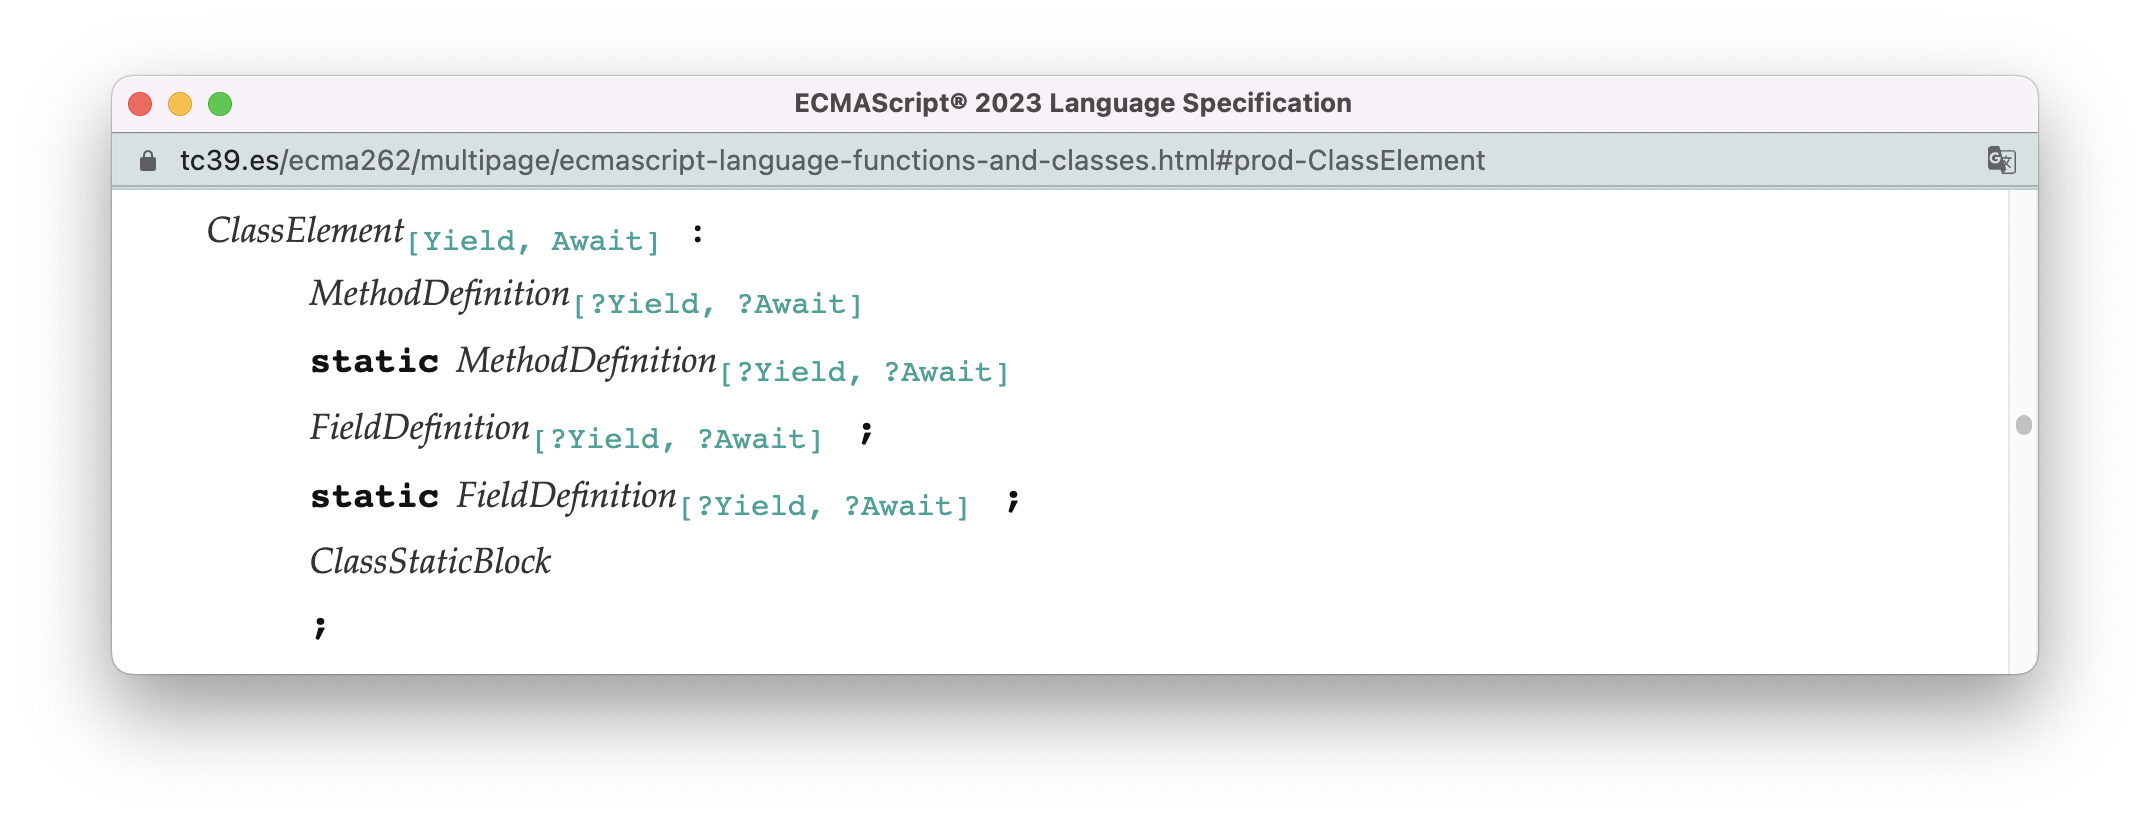 ECMAScript® 2023 Language Specification
tc39.es/ecma262/multipage/ecmascript-language-functions-and-classes.html#prod-ClassElement
ClassElement[Yield, Await] :
MethodDefinition[?Yield, ?Await]
static MethodDefinition[?Yield, ?Await]
FieldDefinition[?Yield, ?Await] ;
static FieldDefinition[?Yield, ?Await] ;
ClassStaticBlock
;